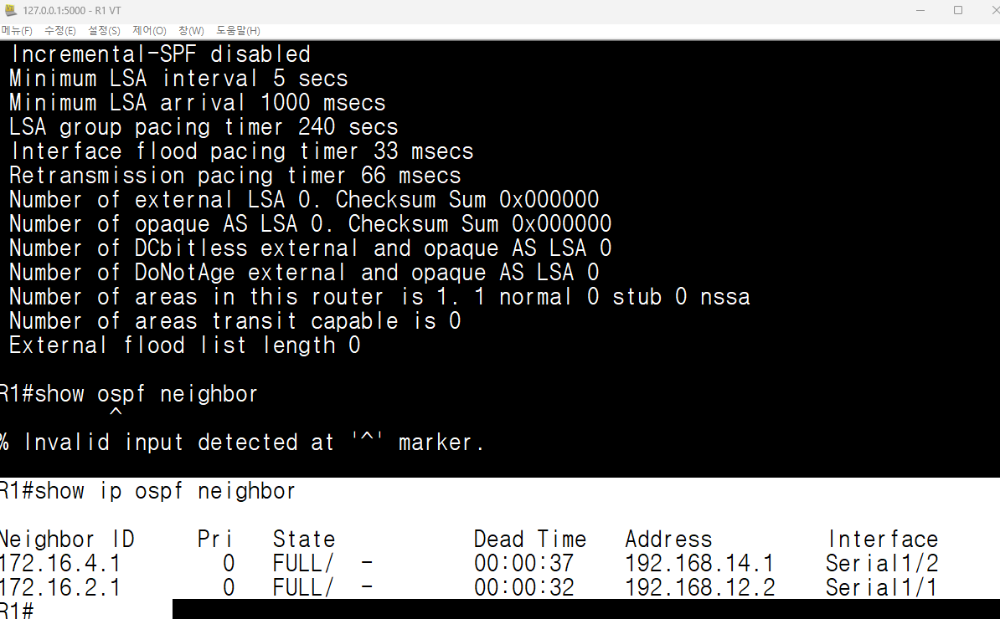 127.0.0.1:5000 - R1 VT
메뉴(F) 수정(E) 설정(S) 제어(O) 창(W) 도움말(H)
Incremental-SPF disabled
Minimum LSA interval 5 secs
Minimum LSA arrival 1000 msecs
LSA group pacing timer 240 secs
Interface flood pacing timer 33 msecs
Retransmission pacing timer 66 msecs
Number of external LSA 0. Checksum Sum 0x000000
Number of opaque AS LSA 0. Checksum Sum 0x000000
Number of DCbitless external and opaque AS LSA 0
Number of DoNotAge external and opaque AS LSA 0
Number of areas in this router is 1. 1 normal 0 stub 0 nssa
Number of areas transit capable is 0
External flood list length 0
R1#show ospf neighbor
^
% Invalid input detected at '^' marker.
R1#show ip ospf neighbor
Neighbor ID Pri State Dead Time Address Interface
172.16.4.1 0 FULL/ - 00:00:37 192.168.14.1 Serial1/2
172.16.2.1 0 FULL/ - 00:00:32 192.168.12.2 Serial1/1
R1#